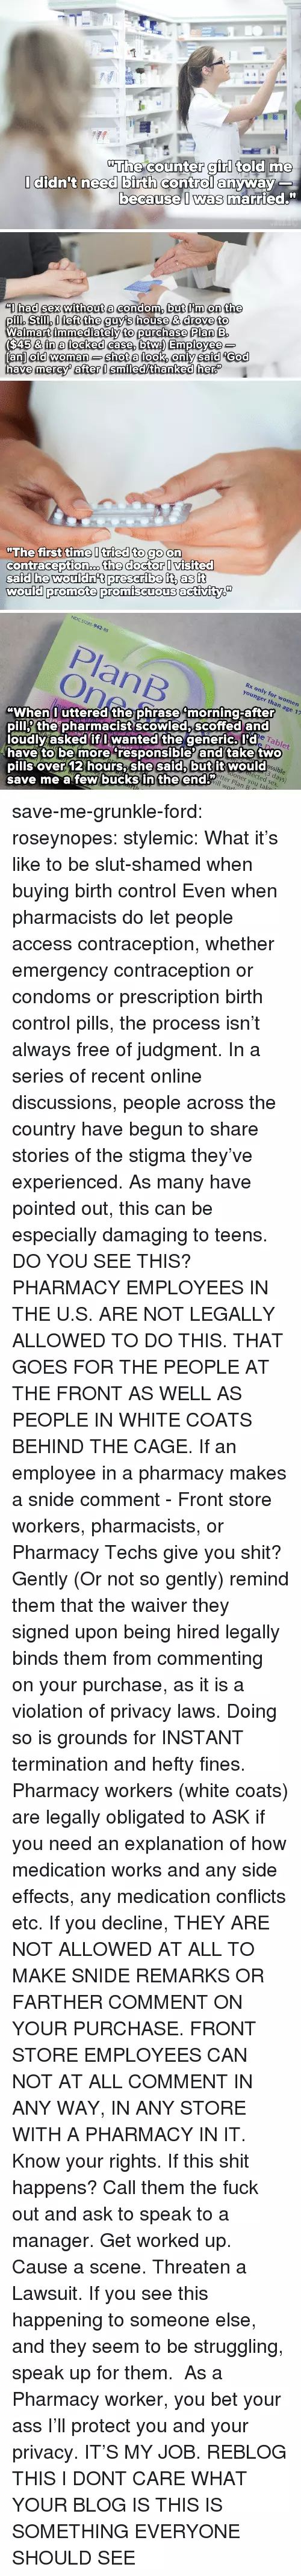 "The counter girl told me
I didn't need birth control anyway —
because I was married."
"I had sex without a condom, but I'm on the
pill. Still, I left the guy's house & drove to
Walmart immediately to purchase Plan B.
($45 & in a locked case, btw.) Employee —
[an] old woman — shot a look, only said 'God
have mercy' after I smiled/thanked her."
"The first time I tried to go on
contraception... the doctor I visited
said he wouldn't prescribe it, as it
would promote promiscuous activity."
Plan B
One
Rx only for women
younger than age 17
Tablet
"When I uttered the phrase 'morning-after
pill,' the pharmacist scowled, scoffed and
loudly asked if I wanted the generic. I'd
have to be more 'responsible' and take two
pills over 12 hours, she said, but it would
save me a few bucks in the end."
save-me-grunkle-ford:
roseynopes: stylemic: What it's
like to be slut-shamed when
buying birth control Even when
pharmacists do let people
access contraception, whether
emergency contraception or
condoms or prescription birth
control pills, the process isn't
always free of judgment. In a
series of recent online
discussions, people across the
country have begun to share
stories of the stigma they've
experienced. As many have
pointed out, this can be
especially damaging to teens.
DO YOU SEE THIS?
PHARMACY EMPLOYEES IN
THE U.S. ARE NOT LEGALLY
ALLOWED TO DO THIS. THAT
GOES FOR THE PEOPLE AT
THE FRONT AS WELL AS
PEOPLE IN WHITE COATS
BEHIND THE CAGE. If an
employee in a pharmacy makes
a snide comment - Front store
workers, pharmacists, or
Pharmacy Techs give you shit?
Gently (Or not so gently) remind
them that the waiver they
signed upon being hired legally
binds them from commenting
on your purchase, as it is a
violation of privacy laws. Doing
so is grounds for INSTANT
termination and hefty fines.
Pharmacy workers (white coats)
are legally obligated to ASK if
you need an explanation of how
medication works and any side
effects, any medication conflicts
etc. If you decline, THEY ARE
NOT ALLOWED AT ALL TO
MAKE SNIDE REMARKS OR
FARTHER COMMENT ON
YOUR PURCHASE. FRONT
STORE EMPLOYEES CAN
NOT AT ALL COMMENT IN
ANY WAY, IN ANY STORE
WITH A PHARMACY IN IT.
Know your rights. If this shit
happens? Call them the fuck
out and ask to speak to a
manager. Get worked up.
Cause a scene. Threaten a
Lawsuit. If you see this
happening to someone else,
and they seem to be struggling,
speak up for them.  As a
Pharmacy worker, you bet your
ass I'll protect you and your
privacy. IT'S MY JOB. REBLOG
THIS I DONT CARE WHAT
YOUR BLOG IS THIS IS
SOMETHING EVERYONE
SHOULD SEE